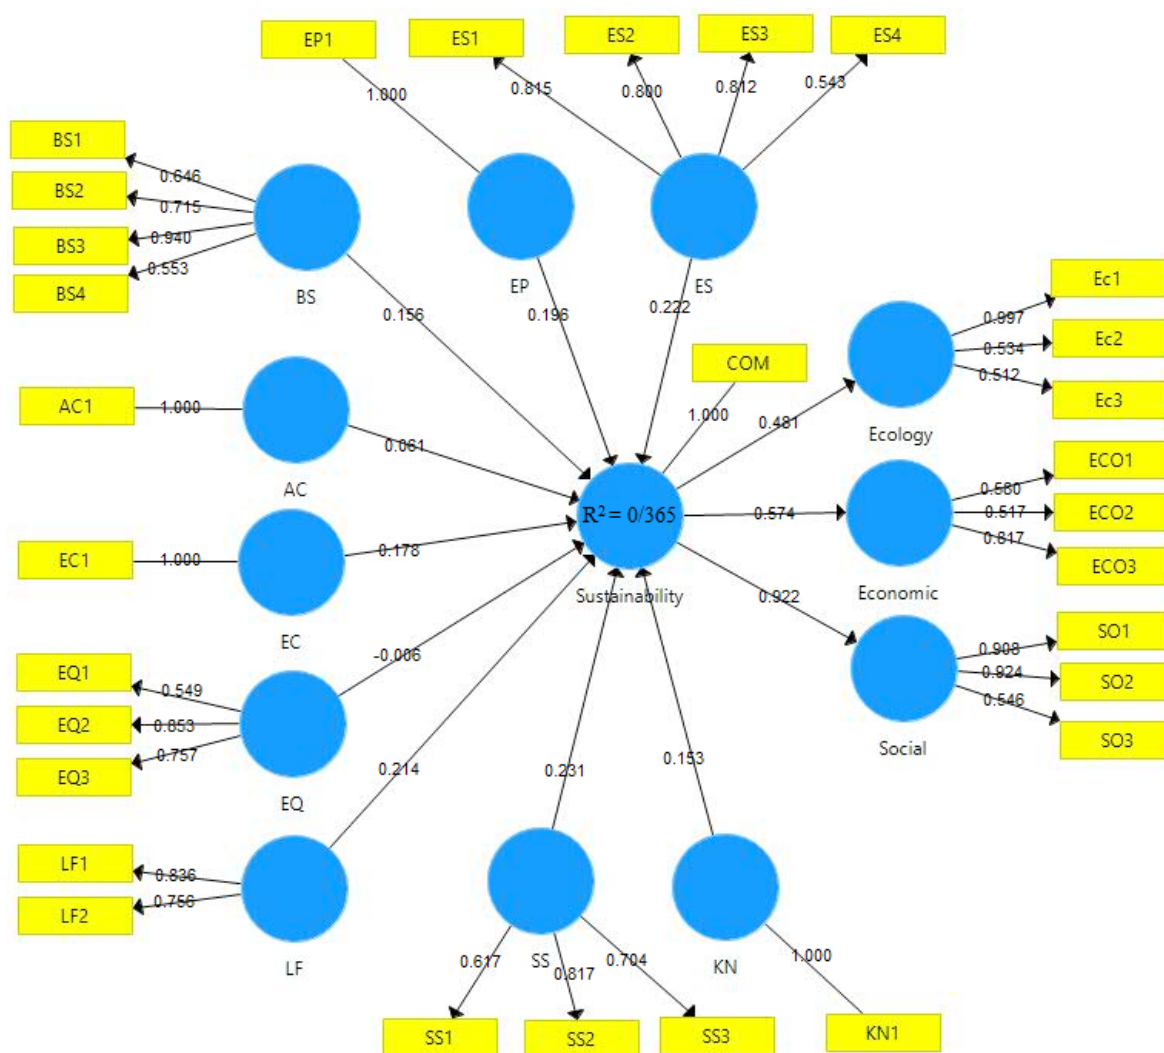 EP1
ES1
ES2
ES3
ES4
1.000
0.815
0.800
0.812
0.543
BS1
BS2
BS3
BS4
0.646
0.715
0.940
0.553
BS
EP
ES
0.156
0.196
0.222
COM
1.000
Ec1
Ec2
Ec3
0.997
0.534
0.512
Ecology
0.481
AC1
1.000
AC
0.061
R² = 0/365
Sustainability
ECO1
ECO2
ECO3
0.580
0.517
0.817
Economic
0.574
EC1
1.000
EC
0.178
0.922
SO1
SO2
SO3
0.908
0.924
0.546
Social
EQ1
EQ2
EQ3
0.549
0.853
0.757
EQ
-0.006
LF1
LF2
0.836
0.756
LF
0.214
0.231
0.153
SS
KN
0.617
0.817
0.704
1.000
SS1
SS2
SS3
KN1